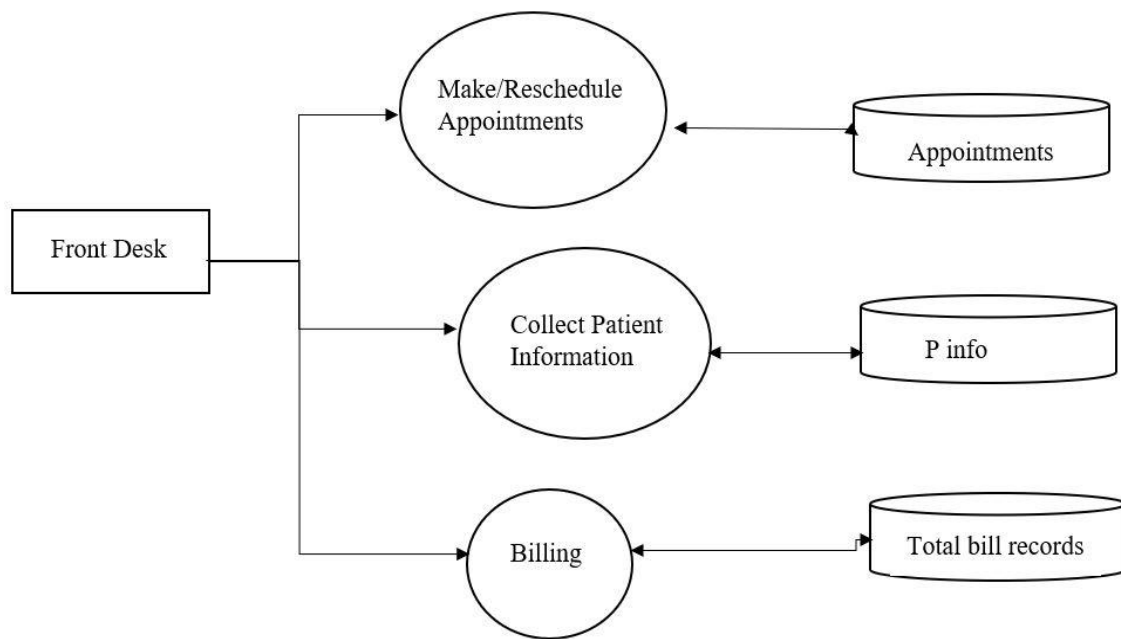 Make/Reschedule
Appointments
Appointments
Front Desk
Collect Patient
Information
P info
Billing
Total bill records